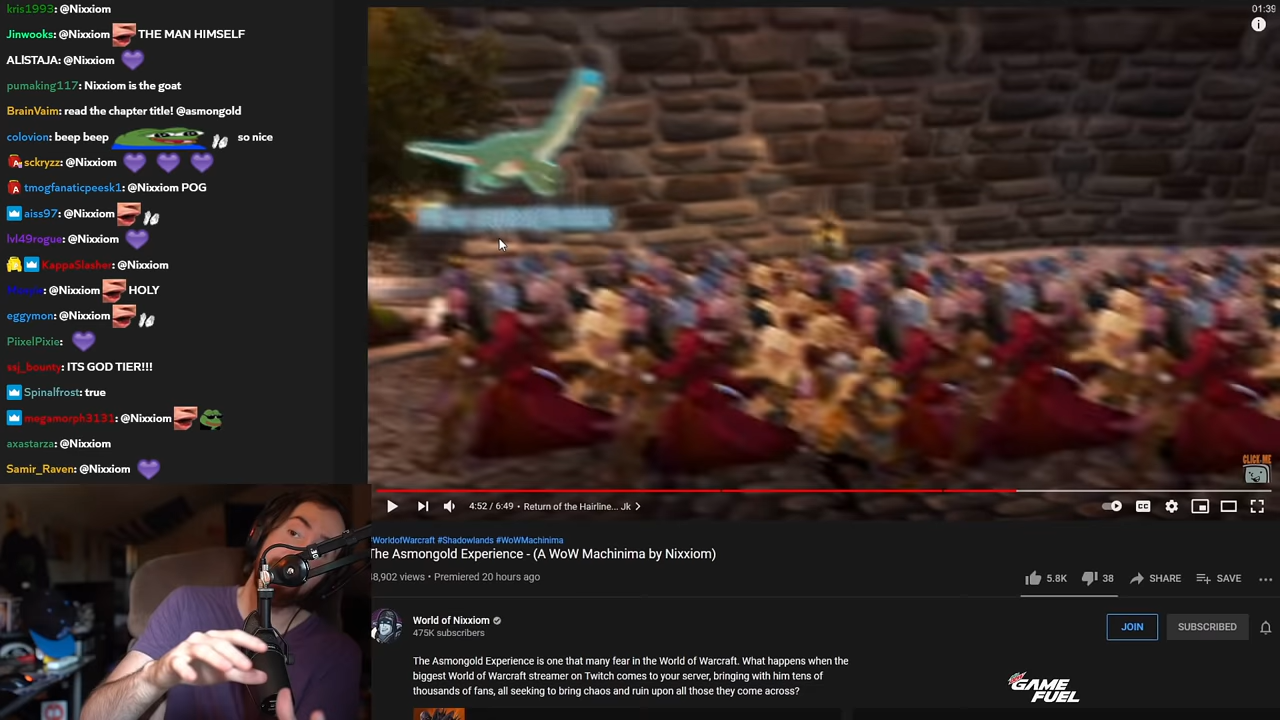 kris1993: @Nixxiom
Jinwooks: @Nixxiom THE MAN HIMSELF
ALISTAJA: @Nixxiom
pumaking117: Nixxiom is the goat
BrainVaim: read the chapter title! @asmongold
colovion: beep beep so nice
sckryzz: @Nixxiom
tmogfanaticpeesk1: @Nixxiom POG
aiss97: @Nixxiom
lvl49rogue: @Nixxiom
KappaSlasher: @Nixxiom
@Nixxiom HOLY
eggymon: @Nixxiom
PiixelPixie:
ssj_bounty: ITS GOD TIER!!!
Spinalfrost: true
megamorph3131: @Nixxiom
axastarza: @Nixxiom
Samir_Raven: @Nixxiom
01:39
CLICK ME
4:52 / 6:49 • Return of the Hairline... Jk
CC
WorldofWarcraft #Shadowlands #WoWMachinima
The Asmongold Experience - (A WoW Machinima by Nixxiom)
8,902 views • Premiered 20 hours ago
5.8K
38
SHARE
SAVE
World of Nixxiom
475K subscribers
JOIN
SUBSCRIBED
The Asmongold Experience is one that many fear in the World of Warcraft. What happens when the
biggest World of Warcraft streamer on Twitch comes to your server, bringing with him tens of
thousands of fans, all seeking to bring chaos and ruin upon all those they come across?
GAME
FUEL